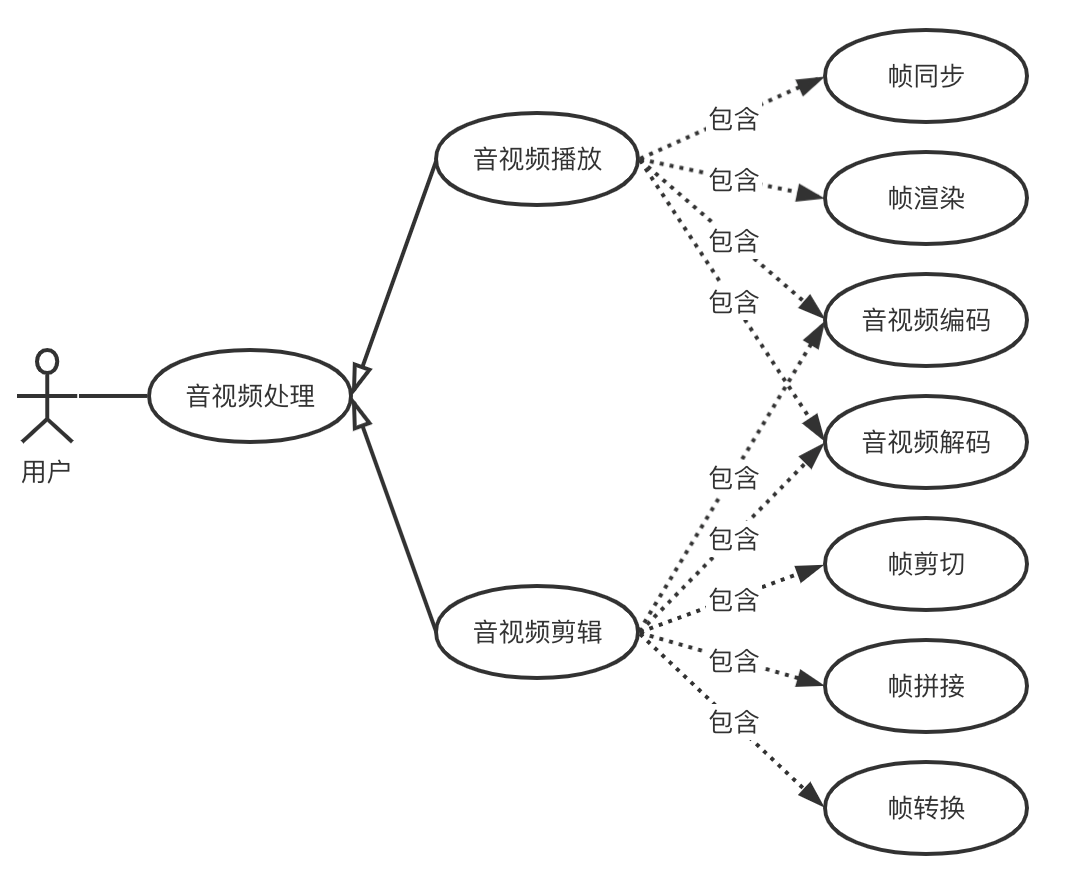 用户
音视频处理
音视频播放
音视频剪辑
包含
包含
包含
包含
包含
包含
包含
包含
包含
帧同步
帧渲染
音视频编码
音视频解码
帧剪切
帧拼接
帧转换